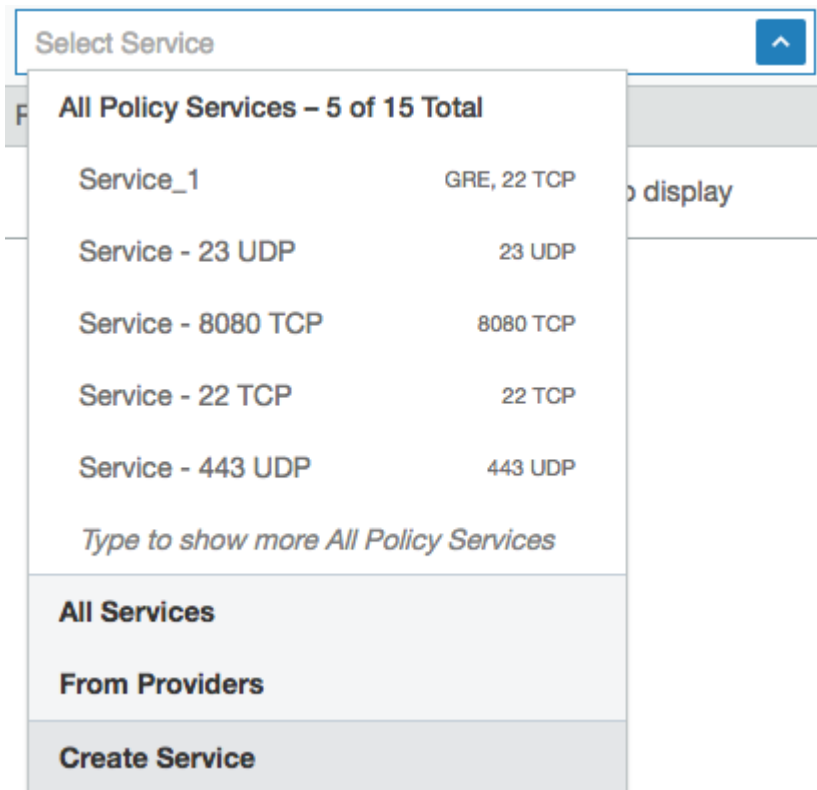 Select Service
All Policy Services – 5 of 15 Total
Service_1 GRE, 22 TCP
display
Service - 23 UDP 23 UDP
Service - 8080 TCP 8080 TCP
Service - 22 TCP 22 TCP
Service - 443 UDP 443 UDP
Type to show more All Policy Services
All Services
From Providers
Create Service